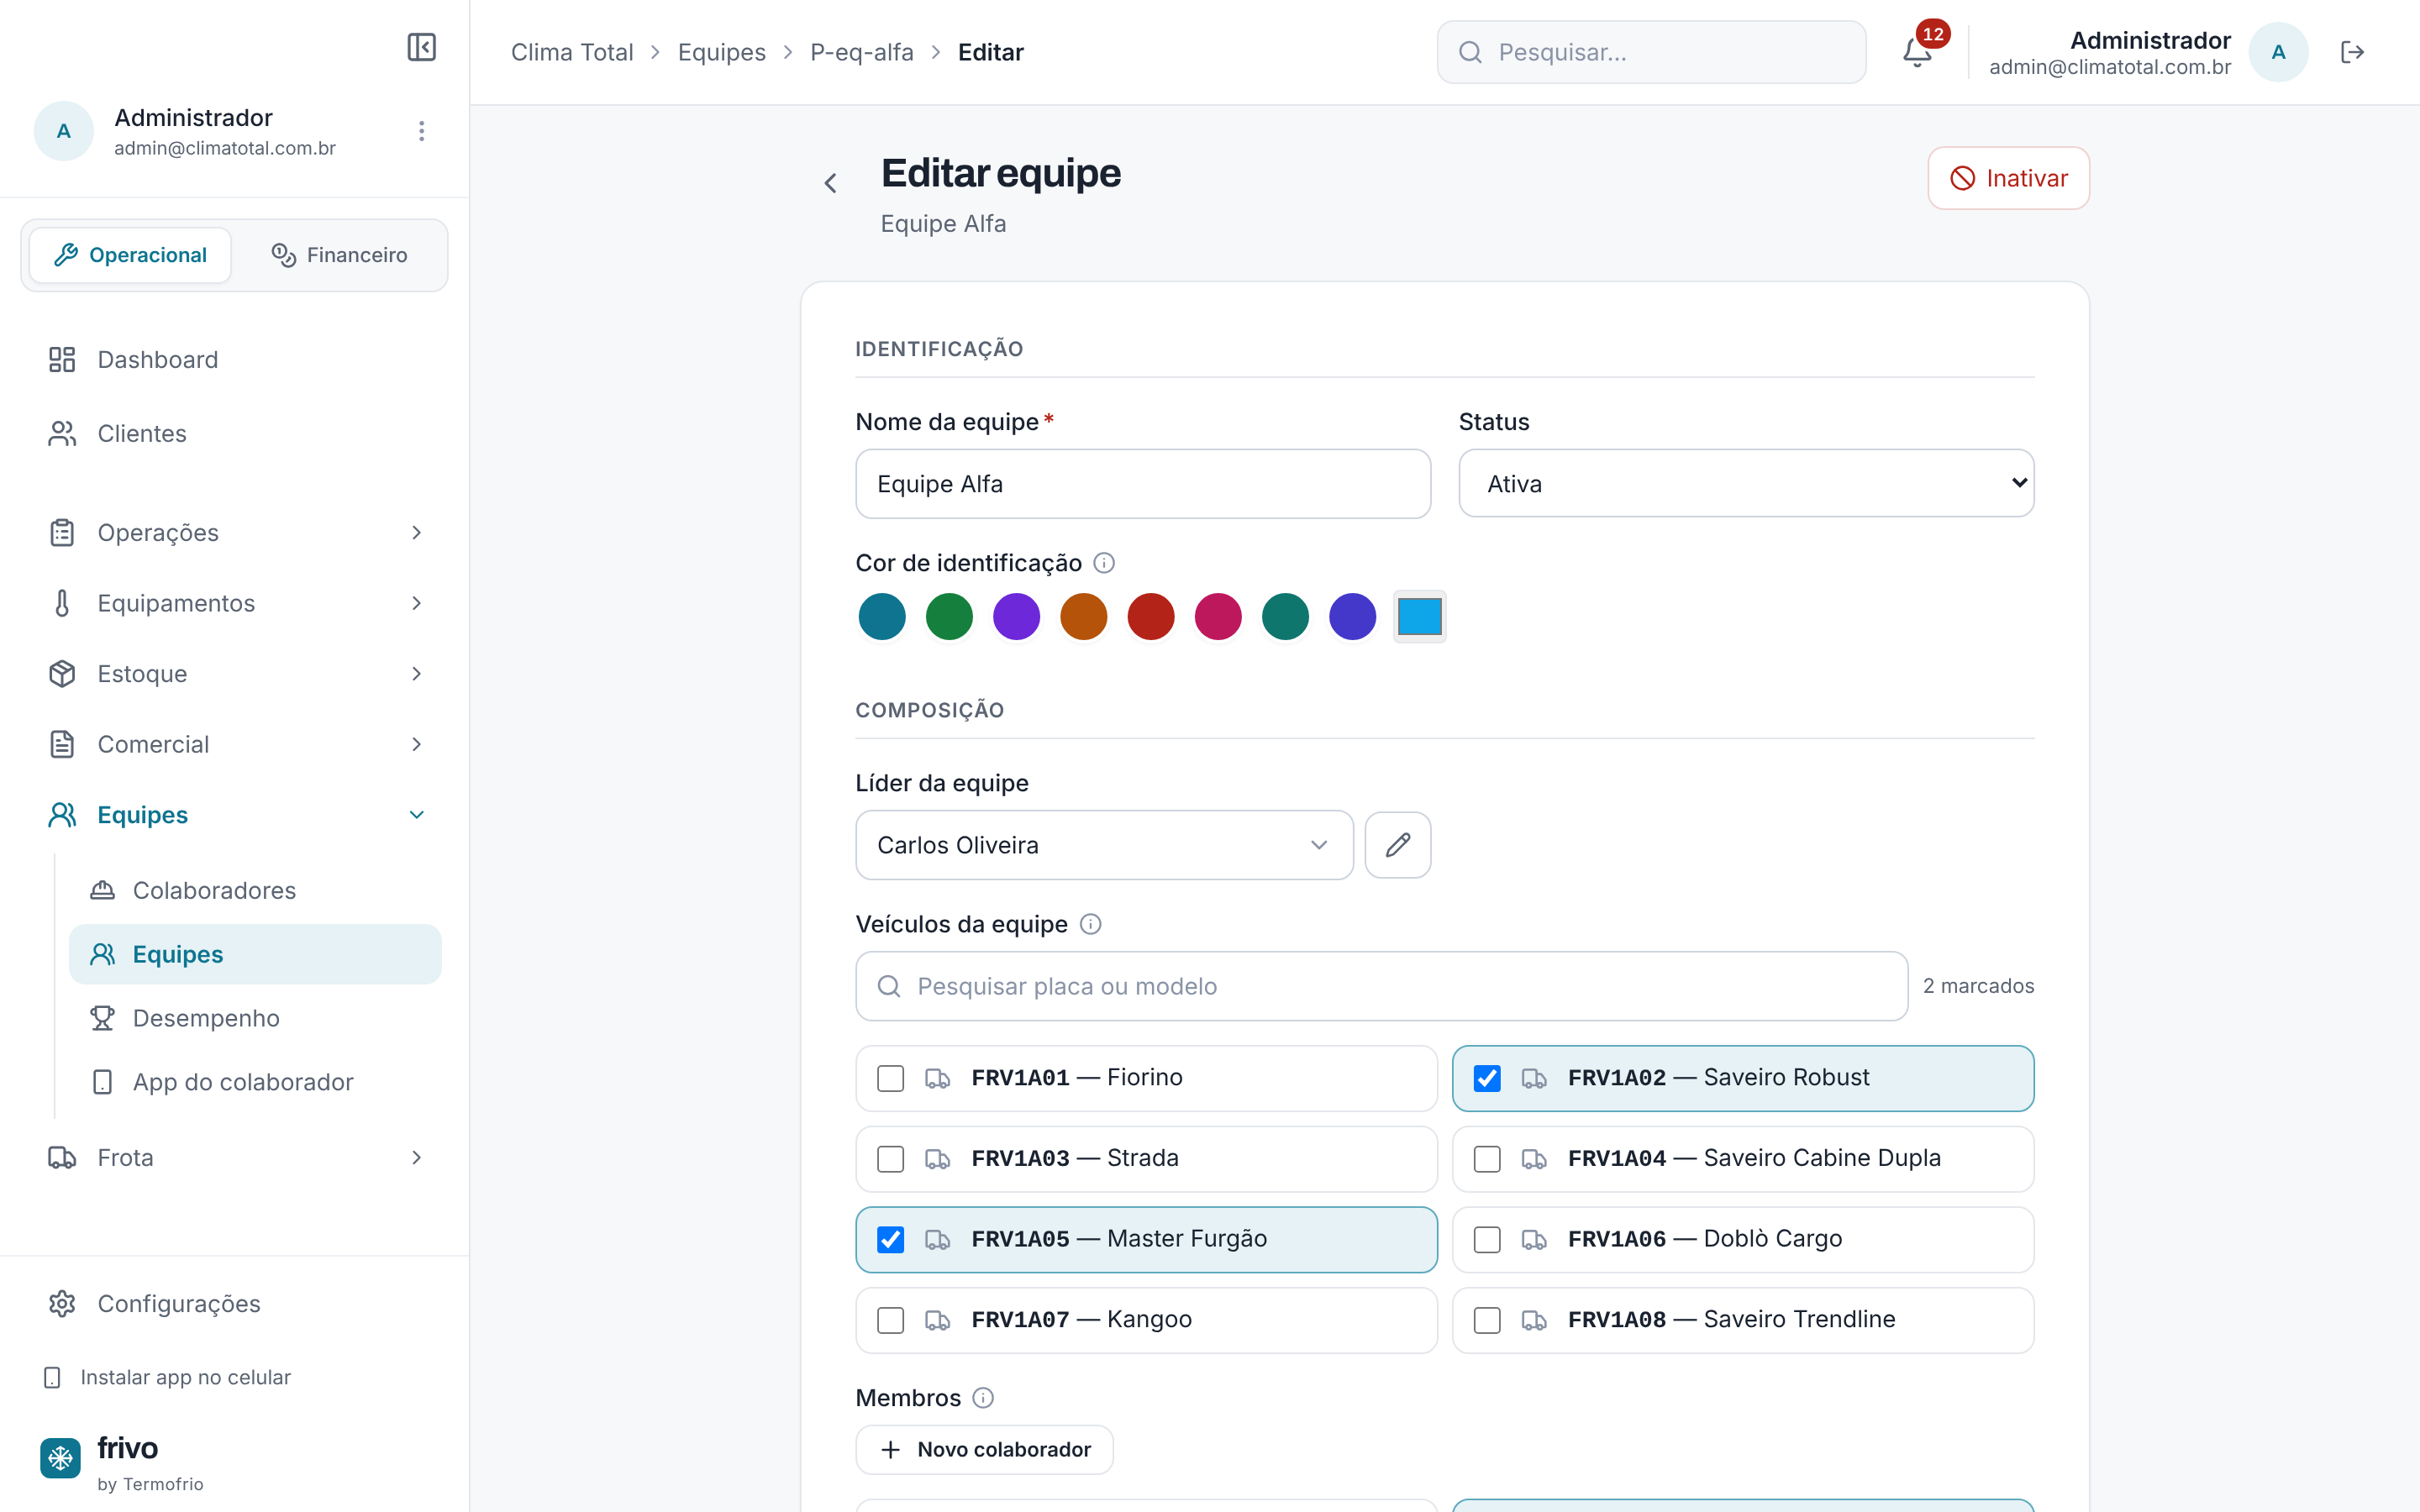 Administrador
admin@climatotal.com.br
A
Operacional
Financeiro
Dashboard
Clientes
Operações
Equipamentos
Estoque
Comercial
Equipes
Colaboradores
Equipes
Desempenho
App do colaborador
Frota
Configurações
Instalar app no celular
frivo
by Termofrio
Clima Total > Equipes > P-eq-alfa > Editar
Pesquisar...
12
Administrador
admin@climatotal.com.br
A
Editar equipe
Equipe Alfa
Inativar
IDENTIFICAÇÃO
Nome da equipe*
Status
Equipe Alfa
Ativa
Cor de identificação
COMPOSIÇÃO
Líder da equipe
Carlos Oliveira
Veículos da equipe
Pesquisar placa ou modelo
2 marcados
FRV1A01 — Fiorino
FRV1A02 — Saveiro Robust
FRV1A03 — Strada
FRV1A04 — Saveiro Cabine Dupla
FRV1A05 — Master Furgão
FRV1A06 — Doblò Cargo
FRV1A07 — Kangoo
FRV1A08 — Saveiro Trendline
Membros
+ Novo colaborador